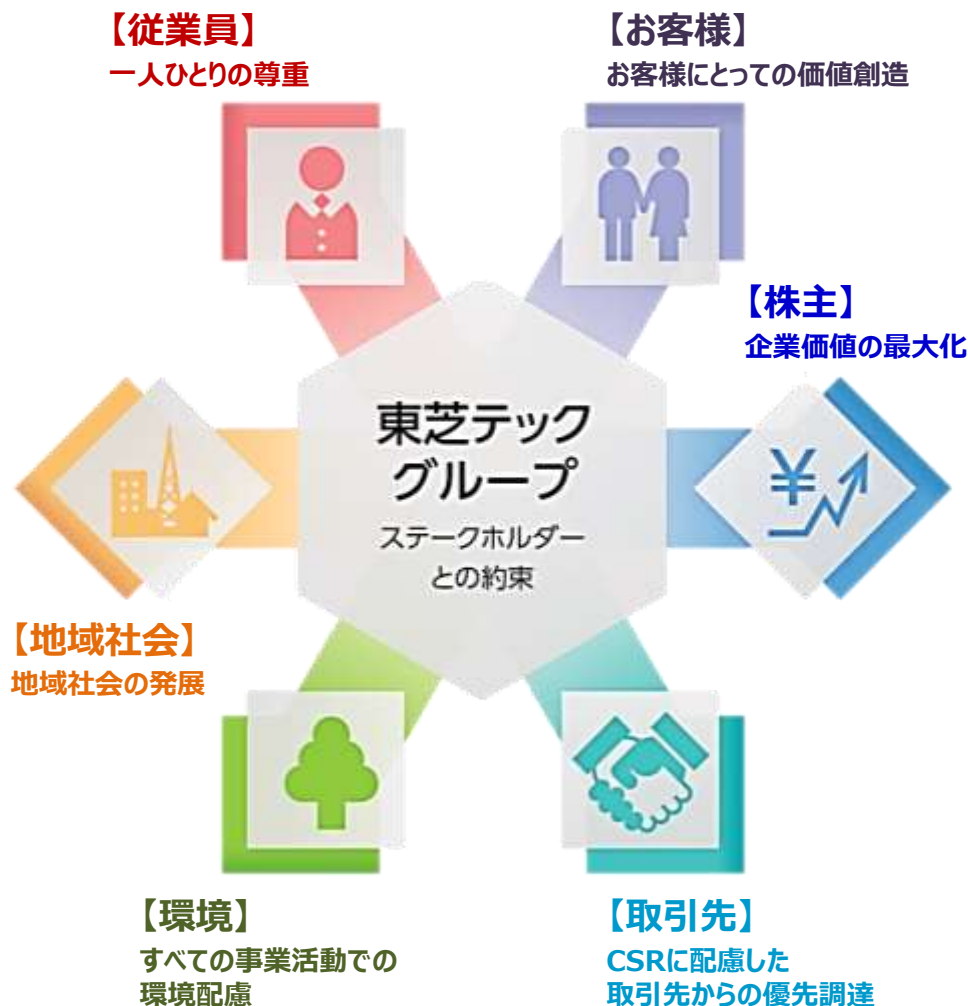 【従業員】
一人ひとりの尊重
【お客様】
お客様にとっての価値創造
【株主】
企業価値の最大化
東芝テック
グループ
ステークホルダー
との約束
【地域社会】
地域社会の発展
【環境】
すべての事業活動での
環境配慮
【取引先】
CSRに配慮した
取引先からの優先調達